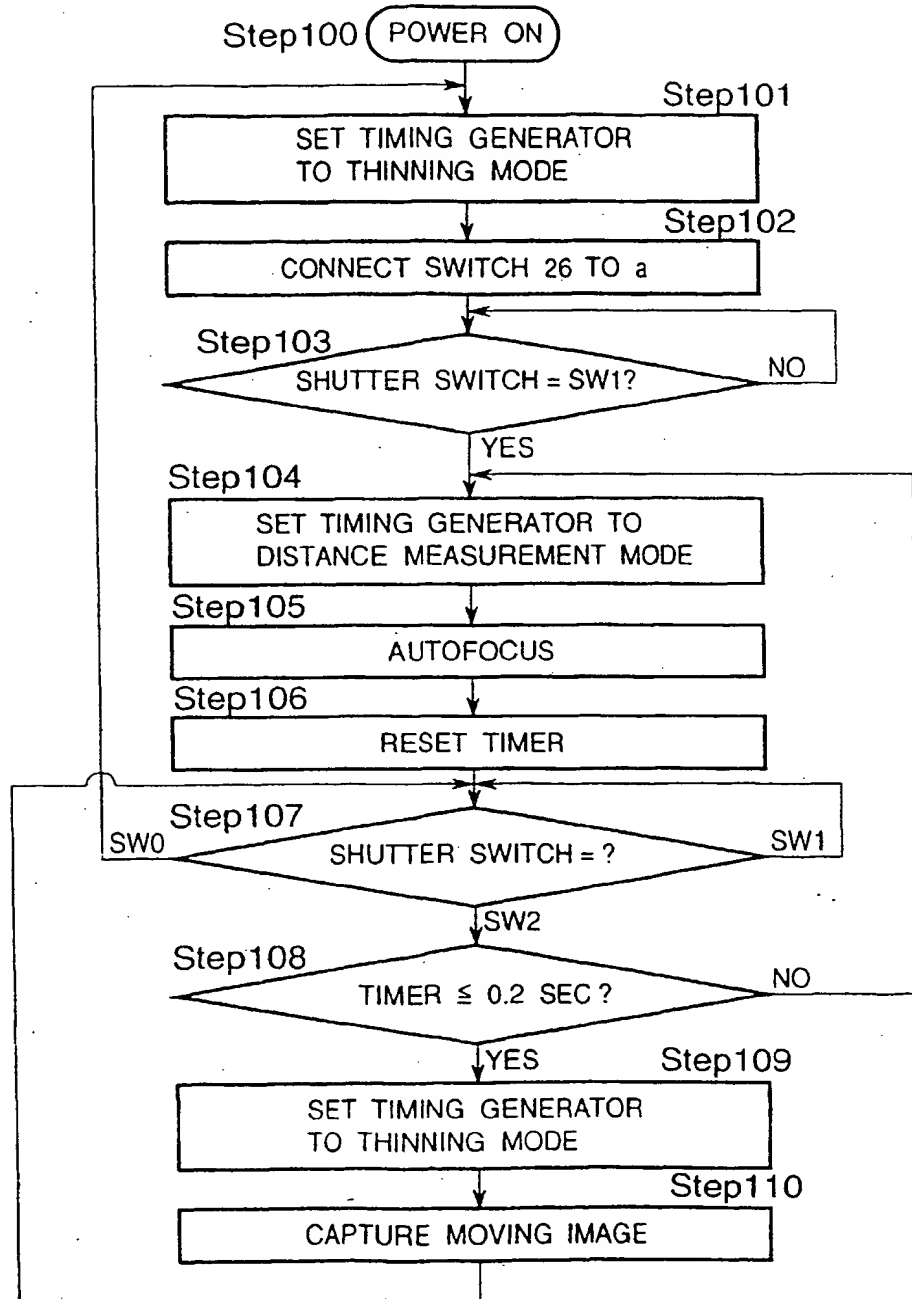 Step100
POWER ON
Step101
SET TIMING GENERATOR
TO THINNING MODE
Step102
CONNECT SWITCH 26 TO a
Step103
SHUTTER SWITCH = SW1?
NO
YES
Step104
SET TIMING GENERATOR TO
DISTANCE MEASUREMENT MODE
Step105
AUTOFOCUS
Step106
RESET TIMER
Step107
SW0
SHUTTER SWITCH = ?
SW1
SW2
Step108
TIMER ≦ 0.2 SEC ?
NO
YES
Step109
SET TIMING GENERATOR
TO THINNING MODE
Step110
CAPTURE MOVING IMAGE